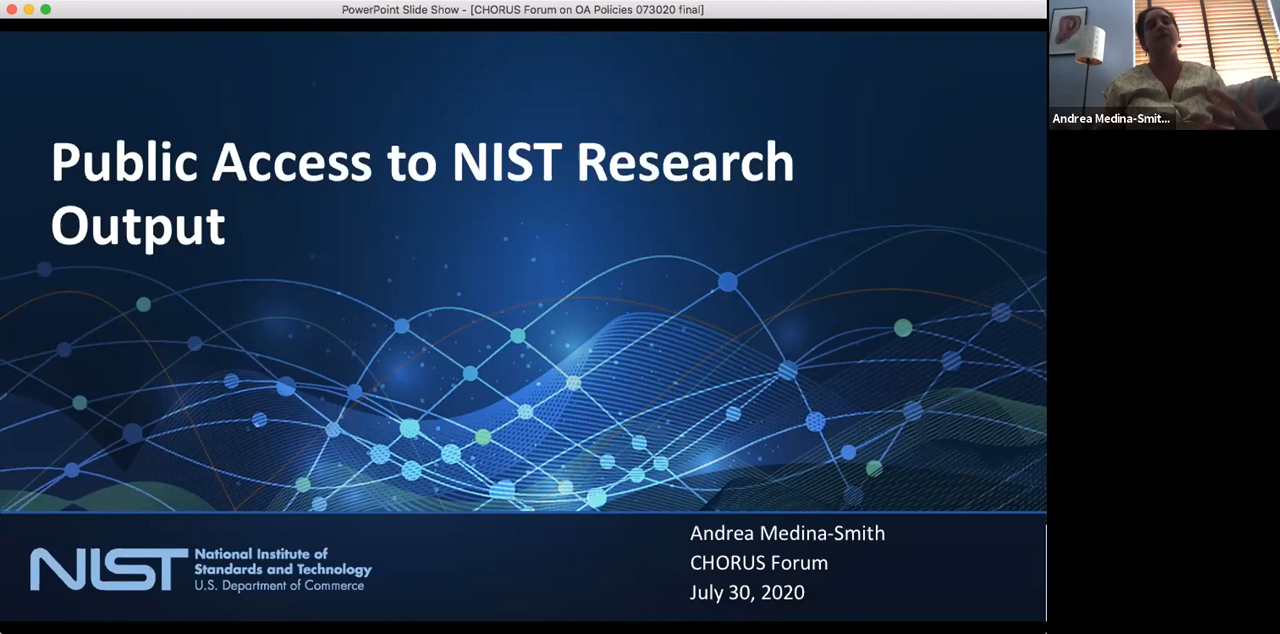 PowerPoint Slide Show - [CHORUS Forum on OA Policies 073020 final]
Andrea Medina-Smit...
Public Access to NIST Research
Output
NIST
National Institute of
Standards and Technology
U.S. Department of Commerce
Andrea Medina-Smith
CHORUS Forum
July 30, 2020